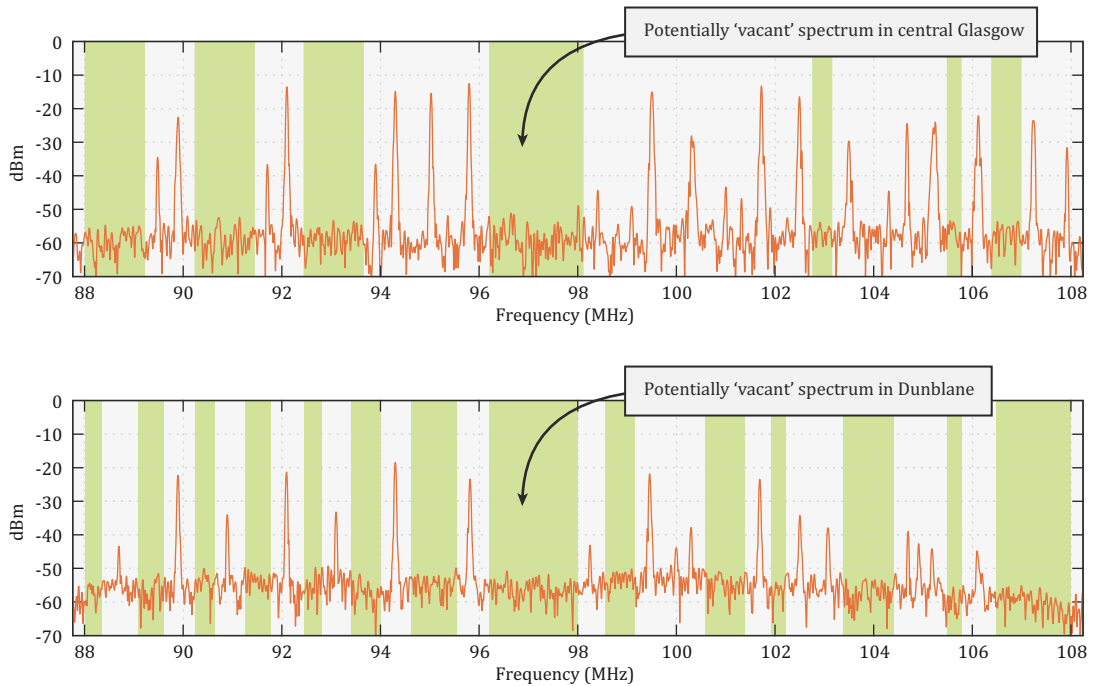 Potentially ‘vacant’ spectrum in central Glasgow
0
-10
-20
-30
-40
-50
-60
-70
dBm
88 90 92 94 96 98 100 102 104 106 108
Frequency (MHz)
Potentially ‘vacant’ spectrum in Dunblane
0
-10
-20
-30
-40
-50
-60
-70
dBm
88 90 92 94 96 98 100 102 104 106 108
Frequency (MHz)